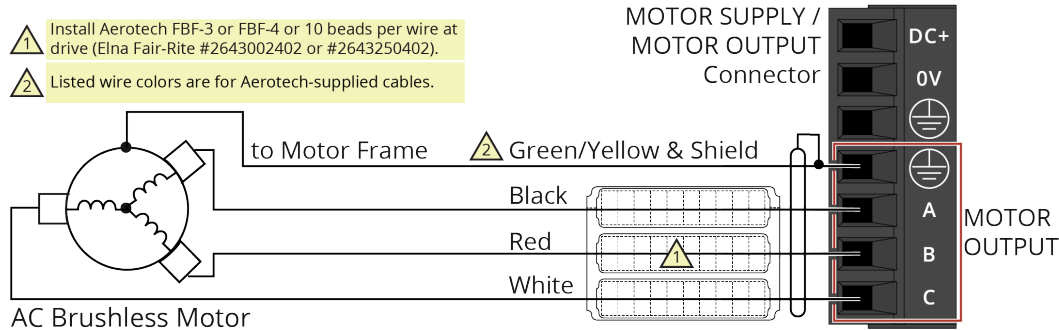 1
Install Aerotech FBF-3 or FBF-4 or 10 beads per wire at
drive (Elna Fair-Rite #2643002402 or #2643250402).
2
Listed wire colors are for Aerotech-supplied cables.
MOTOR SUPPLY /
MOTOR OUTPUT
Connector
DC+
0V
to Motor Frame
2
Green/Yellow & Shield
Black
A
Red
1
B
White
C
MOTOR
OUTPUT
AC Brushless Motor